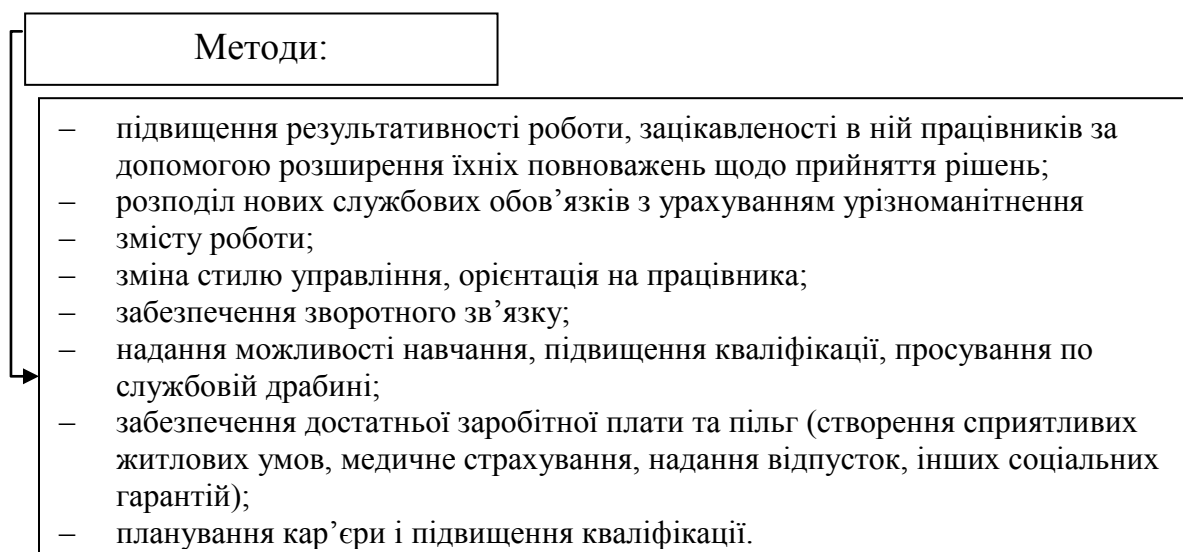 Методи:
– підвищення результативності роботи, зацікавленості в ній працівників за
допомогою розширення їхніх повноважень щодо прийняття рішень;
– розподіл нових службових обов’язків з урахуванням урізноманітнення
– змісту роботи;
– зміна стилю управління, орієнтація на працівника;
– забезпечення зворотного зв’язку;
– надання можливості навчання, підвищення кваліфікації, просування по
службовій драбині;
– забезпечення достатньої заробітної плати та пільг (створення сприятливих
житлових умов, медичне страхування, надання відпусток, інших соціальних
гарантій);
– планування кар’єри і підвищення кваліфікації.